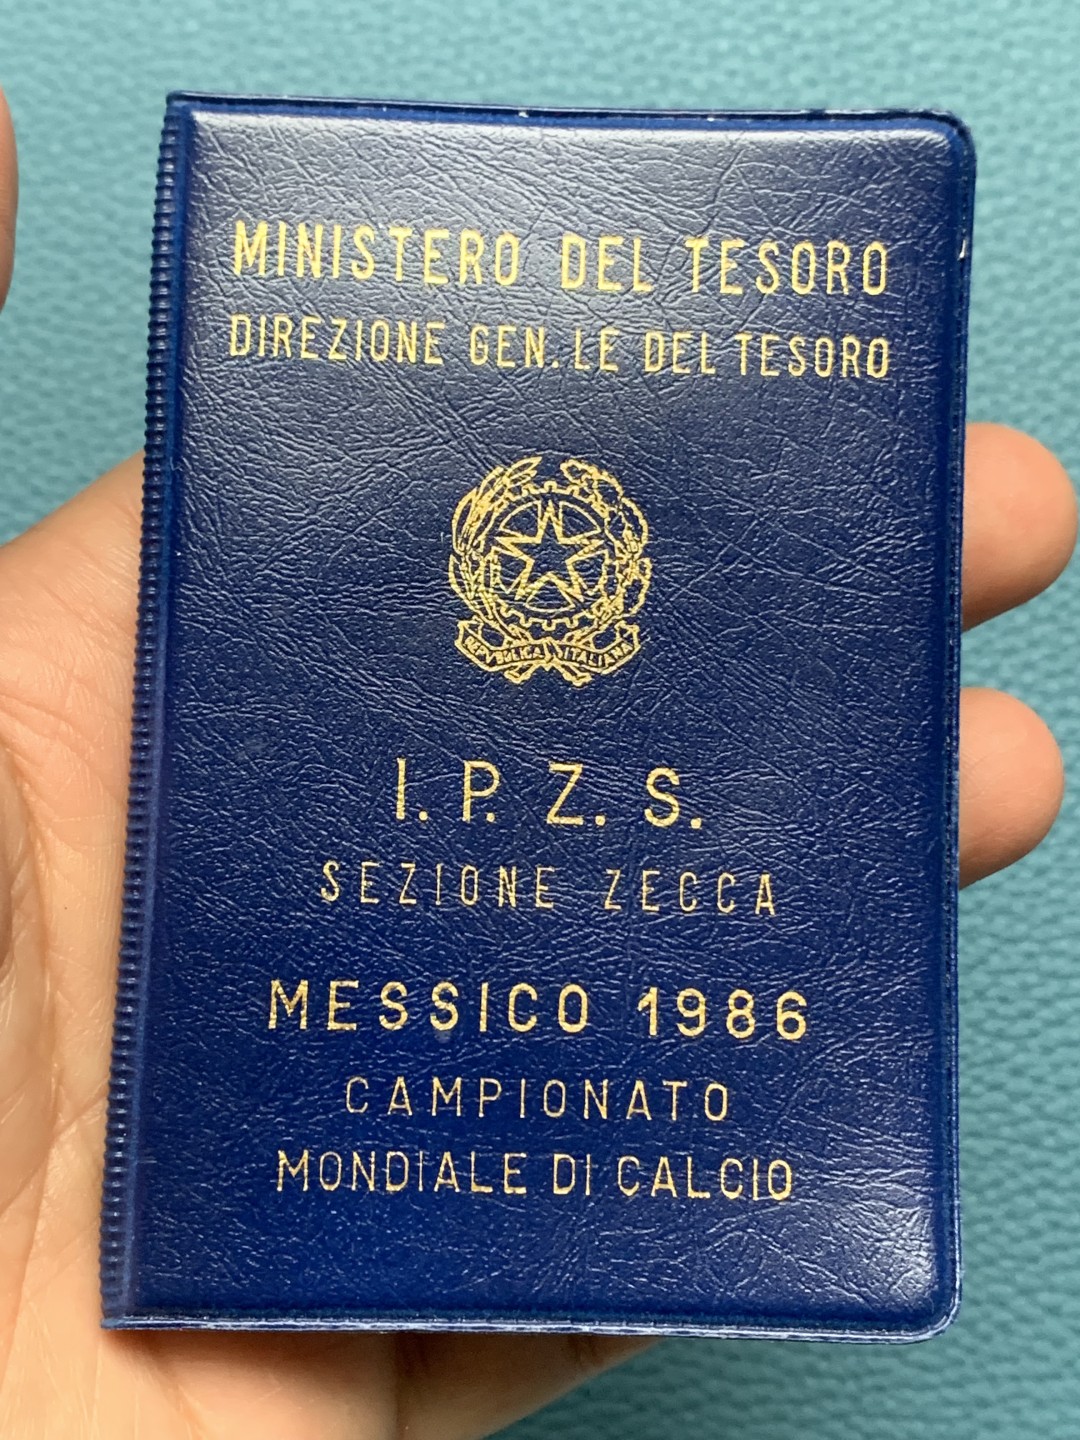 MINISTERO DEL TESORO
DIREZIONE GEN.LE DEL TESORO
REPVBBLICA ITALIANA
I. P. Z. S.
SEZIONE ZECCA
MESSICO 1986
CAMPIONATO
MONDIALE DI CALCIO